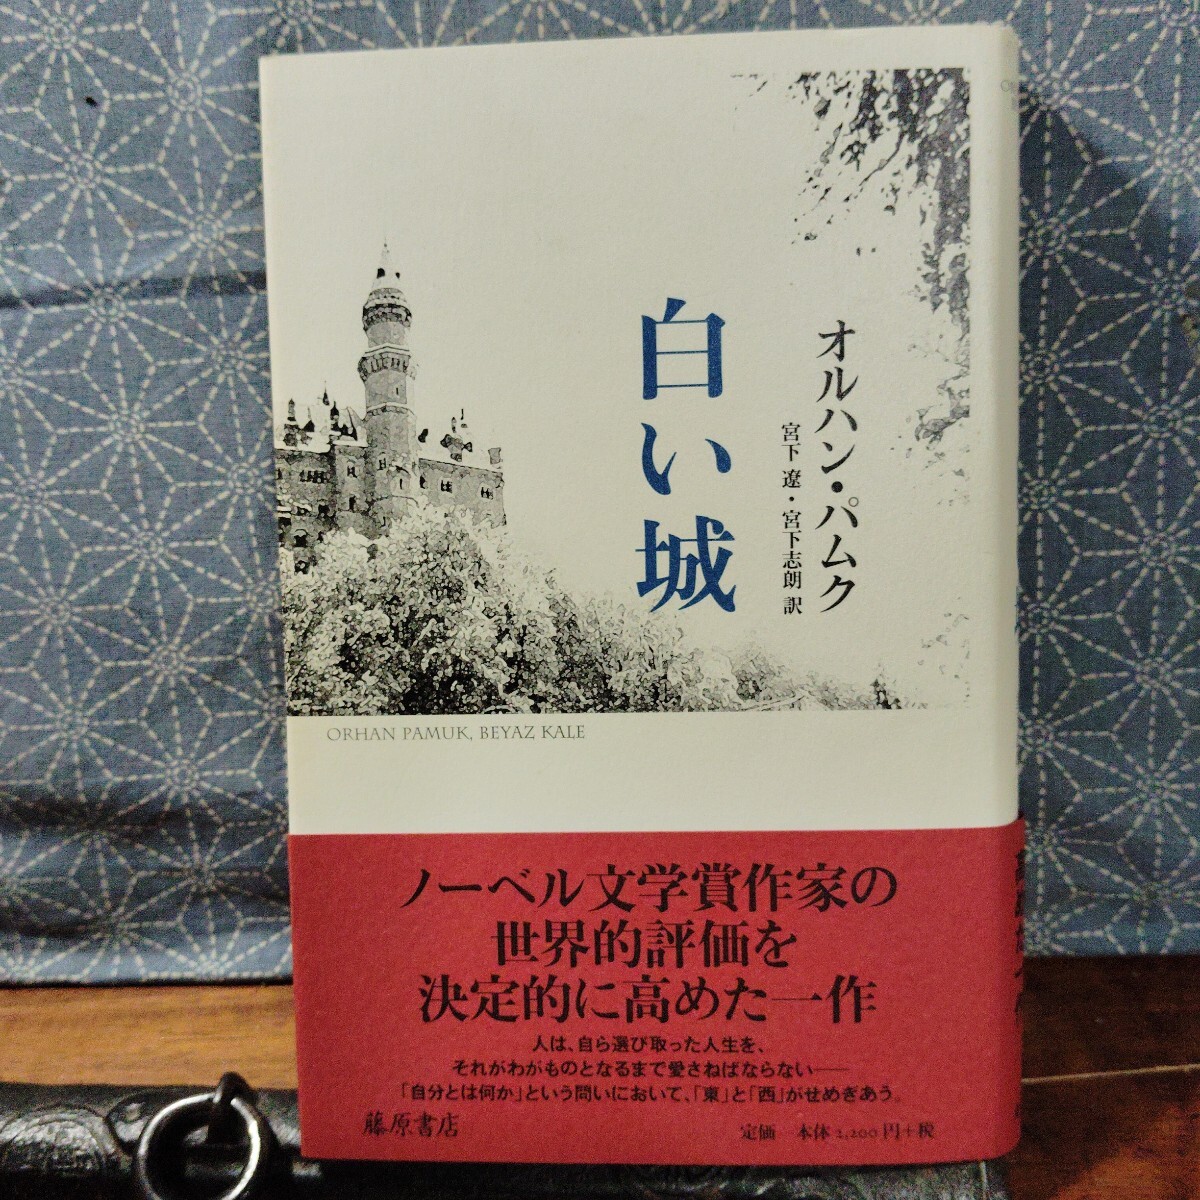 オルハン・パムク
宮下 遼・宮下志朗 訳
白い城
ORHAN PAMUK, BEYAZ KALE
ノーベル文学賞作家の
世界的評価を
決定的に高めた一作
人は、自ら選び取った人生を、
それがわがものとなるまで愛さねばならない——
「自分とは何か」という問いにおいて、「東」と「西」がせめぎあう。
藤原書店
定価 本体2,200円+税